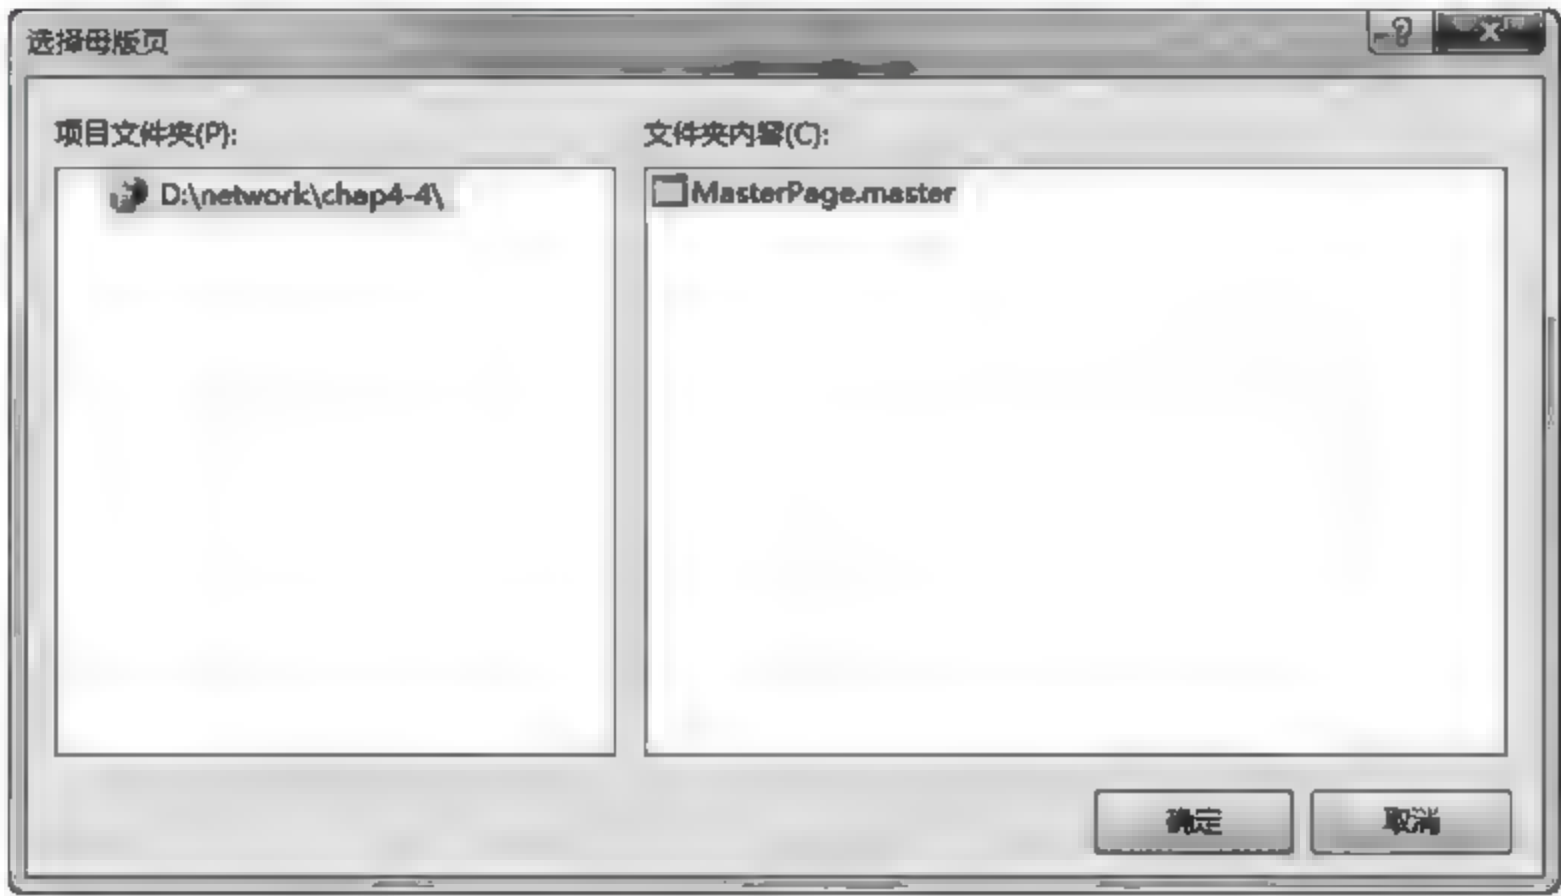 选择母版页
项目文件夹(P):
文件夹内容(C):
D:\network\chap4-4\
MasterPage.master
确定
取消